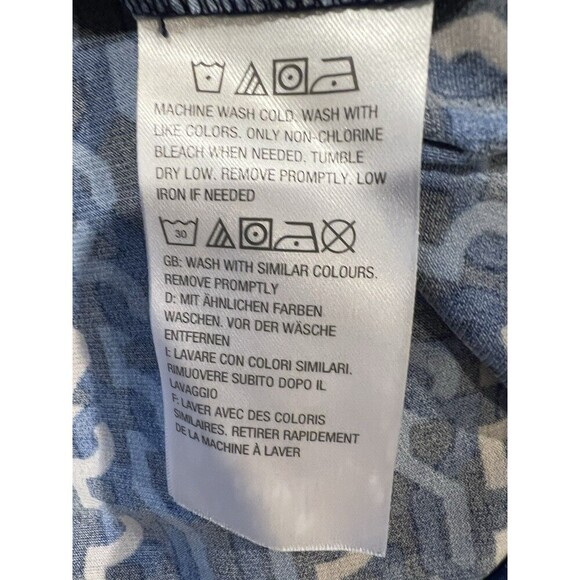 MACHINE WASH COLD. WASH WITH
LIKE COLORS. ONLY NON-CHLORINE
BLEACH WHEN NEEDED. TUMBLE
DRY LOW. REMOVE PROMPTLY. LOW
IRON IF NEEDED
30
GB: WASH WITH SIMILAR COLOURS.
REMOVE PROMPTLY
D: MIT ÄHNLICHEN FARBEN
WASCHEN. VOR DER WÄSCHE
ENTFERNEN
I: LAVARE CON COLORI SIMILARI.
RIMUOVERE SUBITO DOPO IL
LAVAGGIO
F: LAVER AVEC DES COLORIS
SIMILAIRES. RETIRER RAPIDEMENT
DE LA MACHINE À LAVER